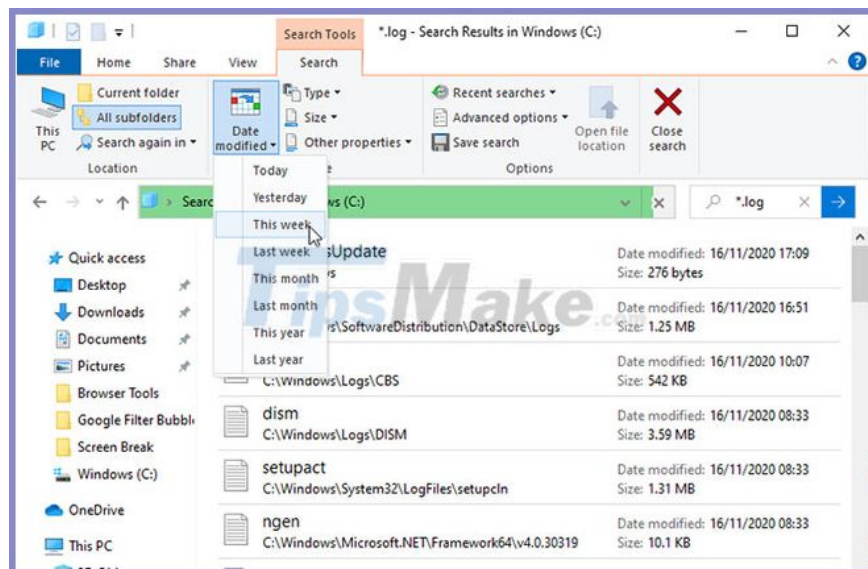 Search Tools *.log - Search Results in Windows (C:)
File Home Share View Search
This PC
Current folder
All subfolders
Search again in
Location
Date modified
Type
Size
Other properties
Recent searches
Advanced options
Save search
Open file location
Options
Close search
Today
Yesterday
This week
Last week
This month
Last month
This year
Last year
(C:)
*.log
Quick access
Desktop
Downloads
Documents
Pictures
Browser Tools
Google Filter Bubbl
Screen Break
Windows (C:)
OneDrive
This PC
sUpdate
Date modified: 16/11/2020 17:09
Size: 276 bytes
\SoftwareDistribution\DataStore\Logs
Date modified: 16/11/2020 16:51
Size: 1.25 MB
C:\Windows\Logs\CBS
Date modified: 16/11/2020 10:07
Size: 542 KB
dism
C:\Windows\Logs\DISM
Date modified: 16/11/2020 08:33
Size: 3.59 MB
setupact
C:\Windows\System32\LogFiles\setupcln
Date modified: 16/11/2020 08:33
Size: 1.31 MB
ngen
C:\Windows\Microsoft.NET\Framework64\v4.0.30319
Date modified: 16/11/2020 08:33
Size: 10.1 KB
TipsMake.com